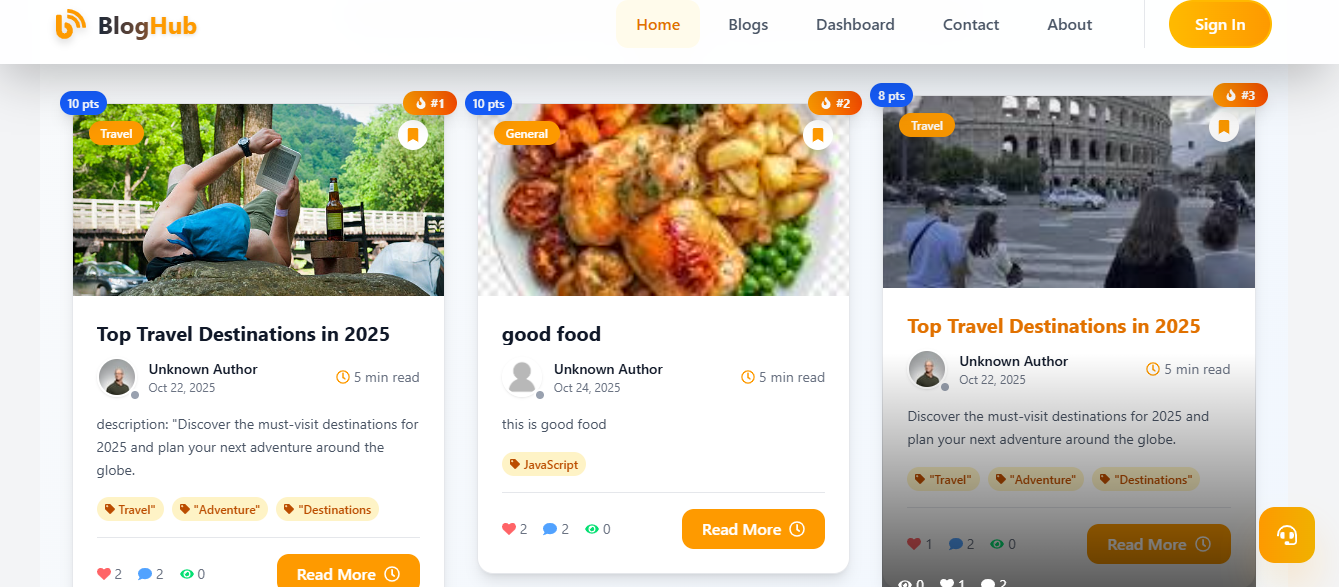 BlogHub
Home
Blogs
Dashboard
Contact
About
Sign In
10 pts
#1
Travel
Top Travel Destinations in 2025
Unknown Author
Oct 22, 2025
5 min read
description: "Discover the must-visit destinations for
2025 and plan your next adventure around the
globe.
Travel"
"Adventure"
"Destinations
2
2
0
Read More
10 pts
#2
General
good food
Unknown Author
Oct 24, 2025
5 min read
this is good food
JavaScript
2
2
0
Read More
8 pts
#3
Travel
Top Travel Destinations in 2025
Unknown Author
Oct 22, 2025
5 min read
Discover the must-visit destinations for 2025 and
plan your next adventure around the globe.
"Travel"
"Adventure"
"Destinations"
1
2
0
Read More
0
1
2